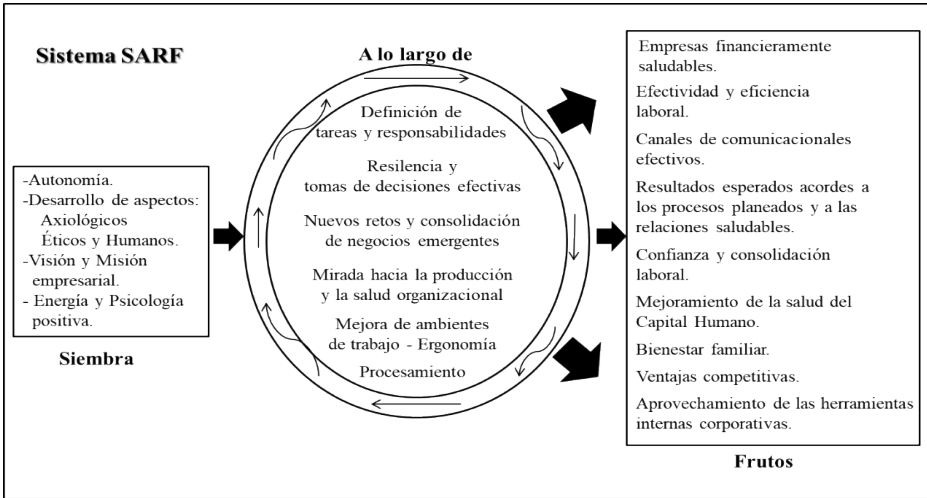 Sistema SARF
-Autonomía.
-Desarrollo de aspectos:
Axiológicos
Éticos y Humanos.
-Visión y Misión
empresarial.
- Energía y Psicología
positiva.
Siembra
A lo largo de
Definición de
tareas y responsabilidades
Resilencia y
tomas de decisiones efectivas
Nuevos retos y consolidación
de negocios emergentes
Mirada hacia la producción
y la salud organizacional
Mejora de ambientes
de trabajo - Ergonomía
Procesamiento
Empresas financieramente
saludables.
Efectividad y eficiencia
laboral.
Canales de comunicacionales
efectivos.
Resultados esperados acordes a
los procesos planeados y a las
relaciones saludables.
Confianza y consolidación
laboral.
Mejoramiento de la salud del
Capital Humano.
Bienestar familiar.
Ventajas competitivas.
Aprovechamiento de las herramientas
internas corporativas.
Frutos